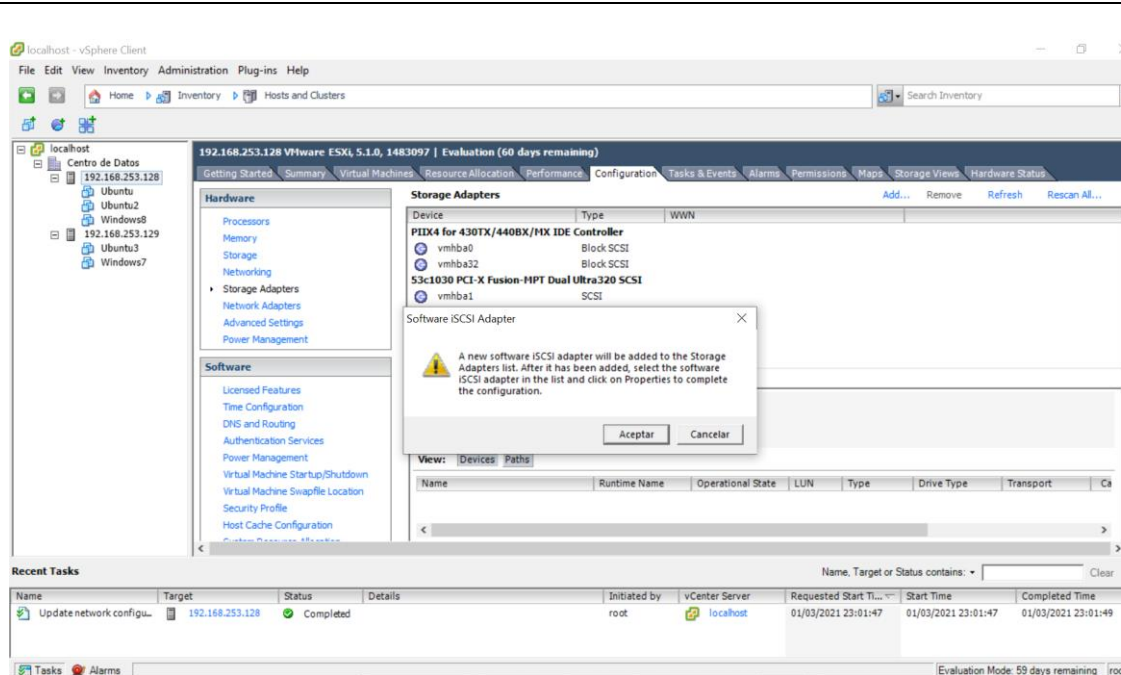 localhost - vSphere Client
File Edit View Inventory Administration Plug-ins Help
Home Inventory Hosts and Clusters
Search Inventory
localhost
Centro de Datos
192.168.253.128
Ubuntu
Ubuntu2
Windows8
192.168.253.129
Ubuntu3
Windows7
192.168.253.128 VMware ESXi, 5.1.0, 1483097 | Evaluation (60 days remaining)
Getting Started Summary Virtual Machines Resource Allocation Performance Configuration Tasks & Events Alarms Permissions Maps Storage Views Hardware Status
Hardware
Processors
Memory
Storage
Networking
Storage Adapters
Network Adapters
Advanced Settings
Power Management
Software
Licensed Features
Time Configuration
DNS and Routing
Authentication Services
Power Management
Virtual Machine Startup/Shutdown
Virtual Machine Swapfile Location
Security Profile
Host Cache Configuration
Storage Adapters
Add... Remove Refresh Rescan All...
Device Type WWN
PIIX4 for 430TX/440BX/MX IDE Controller
vmhba0 Block SCSI
vmhba32 Block SCSI
53c1030 PCI-X Fusion-MPT Dual Ultra320 SCSI
vmhba1 SCSI
Software iSCSI Adapter
A new software iSCSI adapter will be added to the Storage
Adapters list. After it has been added, select the software
iSCSI adapter in the list and click on Properties to complete
the configuration.
Aceptar Cancelar
View: Devices Paths
Name Runtime Name Operational State LUN Type Drive Type Transport Ca
Recent Tasks
Name, Target or Status contains: Clear
Name Target Status Details Initiated by vCenter Server Requested Start Ti... Start Time Completed Time
Update network configu... 192.168.253.128 Completed root localhost 01/03/2021 23:01:47 01/03/2021 23:01:47 01/03/2021 23:01:49
Tasks Alarms Evaluation Mode: 59 days remaining roo